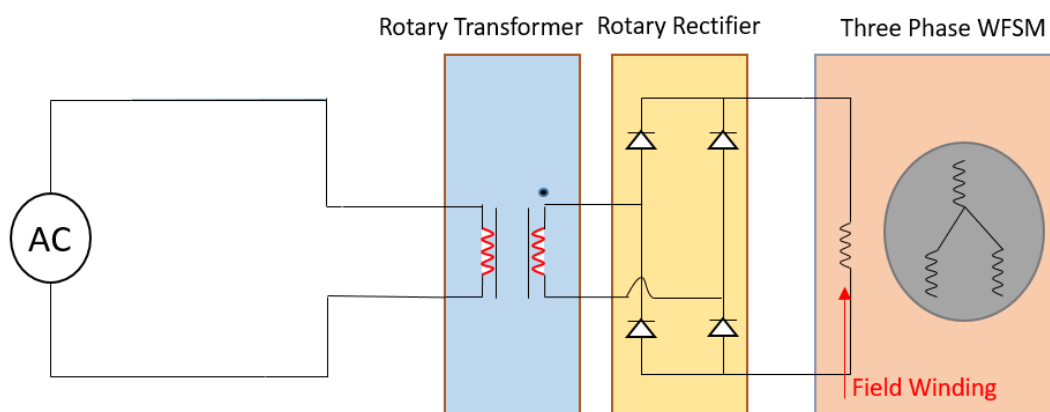 Rotary Transformer
Rotary Rectifier
Three Phase WFSM
AC
Field Winding